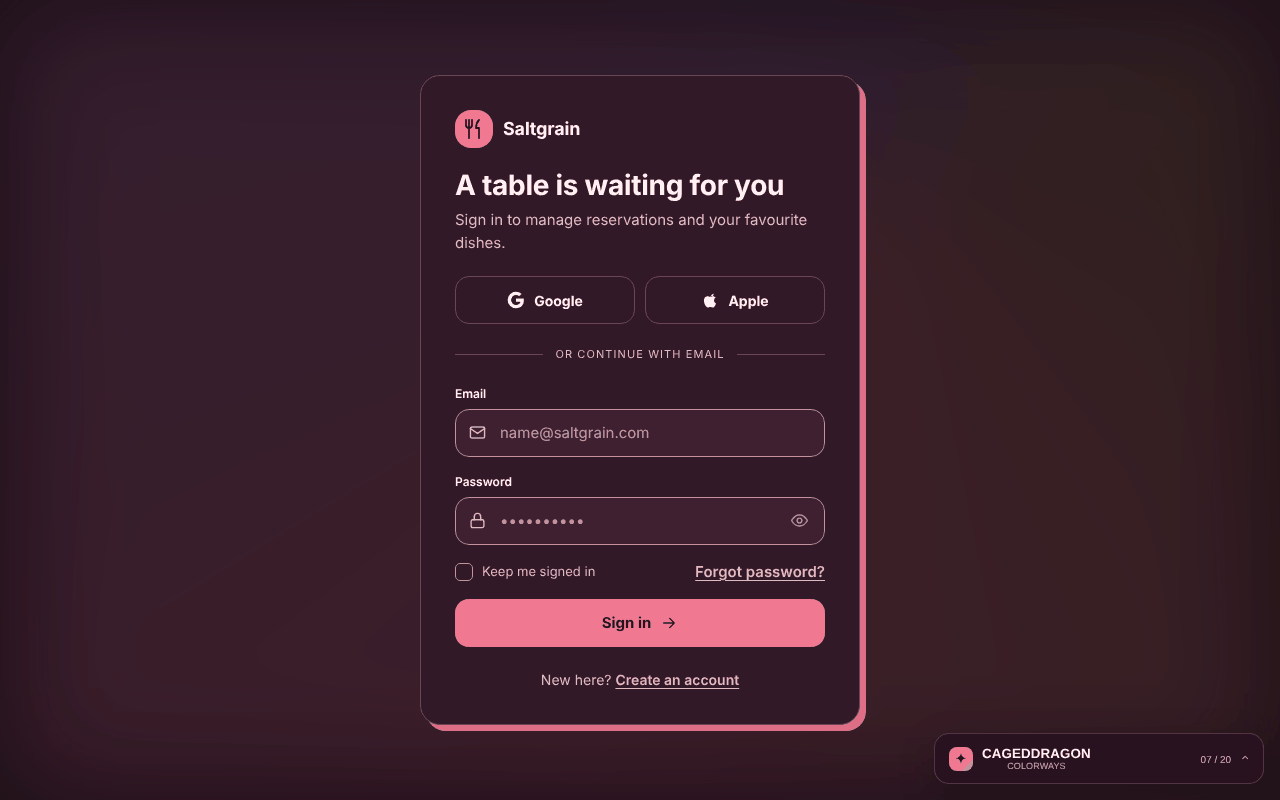 Saltgrain
A table is waiting for you
Sign in to manage reservations and your favourite
dishes.
Google
Apple
OR CONTINUE WITH EMAIL
Email
name@saltgrain.com
Password
••••••••••
Keep me signed in
Forgot password?
Sign in →
New here? Create an account
CAGEDDRAGON
COLORWAYS
07 / 20